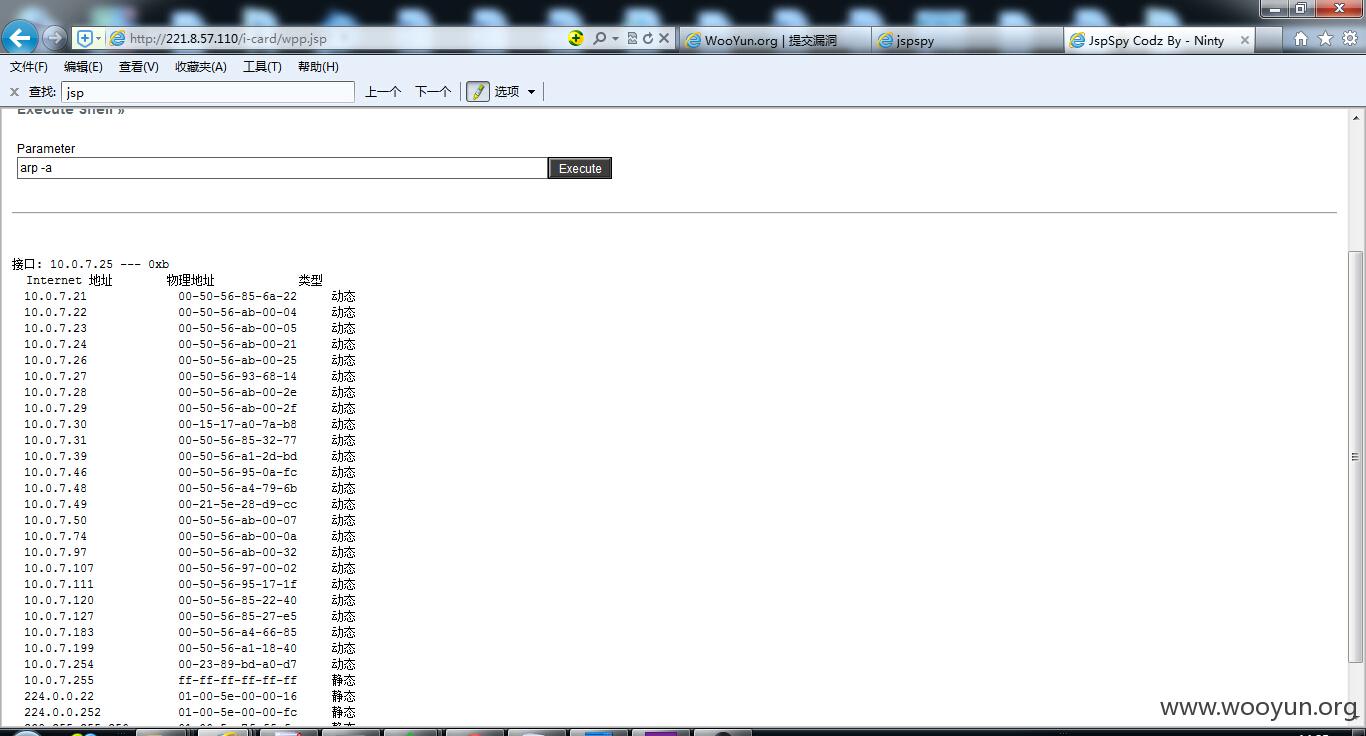 http://221.8.57.110/i-card/wpp.jsp
WooYun.org | 提交漏洞
jspspy
JspSpy Codz By - Ninty
文件(F) 编辑(E) 查看(V) 收藏夹(A) 工具(T) 帮助(H)
查找: jsp 上一个 下一个 选项
Execute Shell »
Parameter
arp -a Execute
接口: 10.0.7.25 --- 0xb
Internet 地址 物理地址 类型
10.0.7.21 00-50-56-85-6a-22 动态
10.0.7.22 00-50-56-ab-00-04 动态
10.0.7.23 00-50-56-ab-00-05 动态
10.0.7.24 00-50-56-ab-00-21 动态
10.0.7.26 00-50-56-ab-00-25 动态
10.0.7.27 00-50-56-93-68-14 动态
10.0.7.28 00-50-56-ab-00-2e 动态
10.0.7.29 00-50-56-ab-00-2f 动态
10.0.7.30 00-15-17-a0-7a-b8 动态
10.0.7.31 00-50-56-85-32-77 动态
10.0.7.39 00-50-56-a1-2d-bd 动态
10.0.7.46 00-50-56-95-0a-fc 动态
10.0.7.48 00-50-56-a4-79-6b 动态
10.0.7.49 00-21-5e-28-d9-cc 动态
10.0.7.50 00-50-56-ab-00-07 动态
10.0.7.74 00-50-56-ab-00-0a 动态
10.0.7.97 00-50-56-ab-00-32 动态
10.0.7.107 00-50-56-97-00-02 动态
10.0.7.111 00-50-56-95-17-1f 动态
10.0.7.120 00-50-56-85-22-40 动态
10.0.7.127 00-50-56-85-27-e5 动态
10.0.7.183 00-50-56-a4-66-85 动态
10.0.7.199 00-50-56-a1-18-40 动态
10.0.7.254 00-23-89-bd-a0-d7 动态
10.0.7.255 ff-ff-ff-ff-ff-ff 静态
224.0.0.22 01-00-5e-00-00-16 静态
224.0.0.252 01-00-5e-00-00-fc 静态
www.wooyun.org